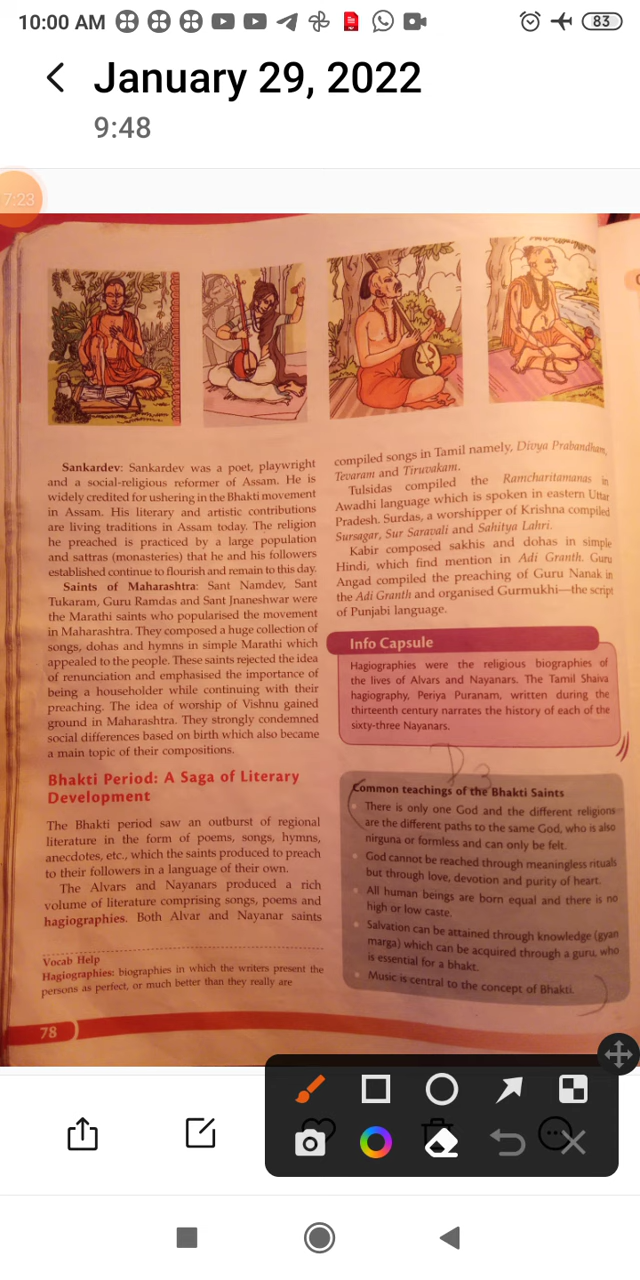 10:00 AM
83
January 29, 2022
9:48
7:23
Sankardev: Sankardev was a poet, playwright
and a social-religious reformer of Assam. He is
widely credited for ushering in the Bhakti movement
in Assam. His literary and artistic contributions
are living traditions in Assam today. The religion
he preached is practiced by a large population
and sattras (monasteries) that he and his followers
established continue to flourish and remain to this day.
Saints of Maharashtra: Sant Namdev, Sant
Tukaram, Guru Ramdas and Sant Jnaneshwar were
the Marathi saints who popularised the movement
in Maharashtra. They composed a huge collection of
songs, dohas and hymns in simple Marathi which
appealed to the people. These saints rejected the idea
of renunciation and emphasised the importance of
being a householder while continuing with their
preaching. The idea of worship of Vishnu gained
ground in Maharashtra. They strongly condemned
social differences based on birth which also became
a main topic of their compositions.
Bhakti Period: A Saga of Literary
Development
The Bhakti period saw an outburst of regional
literature in the form of poems, songs, hymns,
anecdotes, etc., which the saints produced to preach
to their followers in a language of their own.
The Alvars and Nayanars produced a rich
volume of literature comprising songs, poems and
hagiographies. Both Alvar and Nayanar saints
Vocab Help
Hagiographies: biographies in which the writers present the
persons as perfect, or much better than they really are
78
compiled songs in Tamil namely, Divya Prabandham,
Tevaram and Tiruvakam.
Tulsidas compiled the Ramcharitamanas in
Awadhi language which is spoken in eastern Uttar
Pradesh. Surdas, a worshipper of Krishna compiled
Sursagar, Sur Saravali and Sahitya Lahri.
Kabir composed sakhis and dohas in simple
Hindi, which find mention in Adi Granth. Guru
Angad compiled the preaching of Guru Nanak in
the Adi Granth and organised Gurmukhi—the script
of Punjabi language.
Info Capsule
Hagiographies were the religious biographies of
the lives of Alvars and Nayanars. The Tamil Shaiva
hagiography, Periya Puranam, written during the
thirteenth century narrates the history of each of the
sixty-three Nayanars.
Common teachings of the Bhakti Saints
There is only one God and the different religions
are the different paths to the same God, who is also
nirguna or formless and can only be felt.
God cannot be reached through meaningless rituals
but through love, devotion and purity of heart.
All human beings are born equal and there is no
high or low caste.
Salvation can be attained through knowledge (gyan
marga) which can be acquired through a guru, who
is essential for a bhakt.
Music is central to the concept of Bhakti.